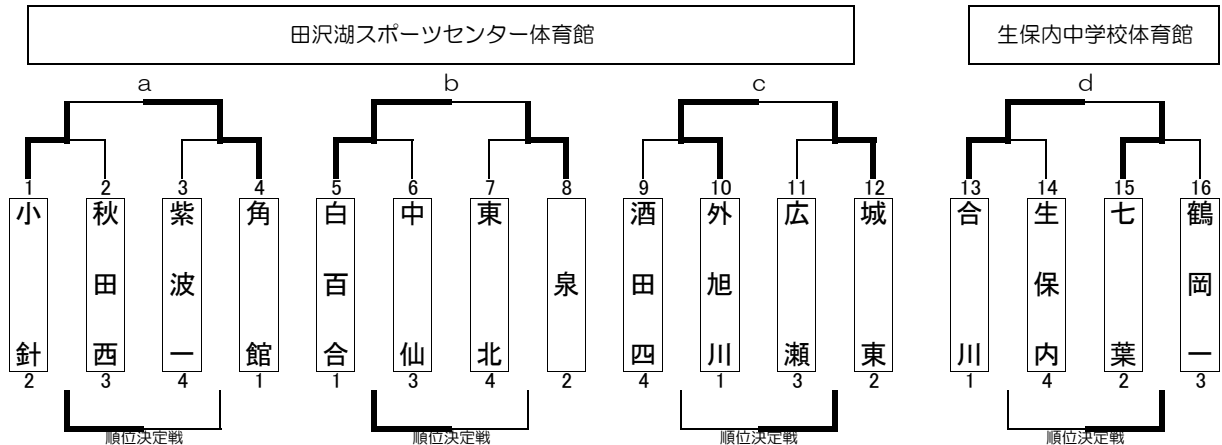 田沢湖スポーツセンター体育館 生保内中学校体育館
a b c d
1 2 3 4 5 6 7 8 9 10 11 12 13 14 15 16
小針 秋田西 紫波一 角館 白百合 中仙 東北 泉 酒田四 外旭川 広瀬 城東 合川 生保内 七葉 鶴岡一
2 3 4 1 1 3 4 2 4 1 3 2 1 4 2 3
順位決定戦 順位決定戦 順位決定戦 順位決定戦